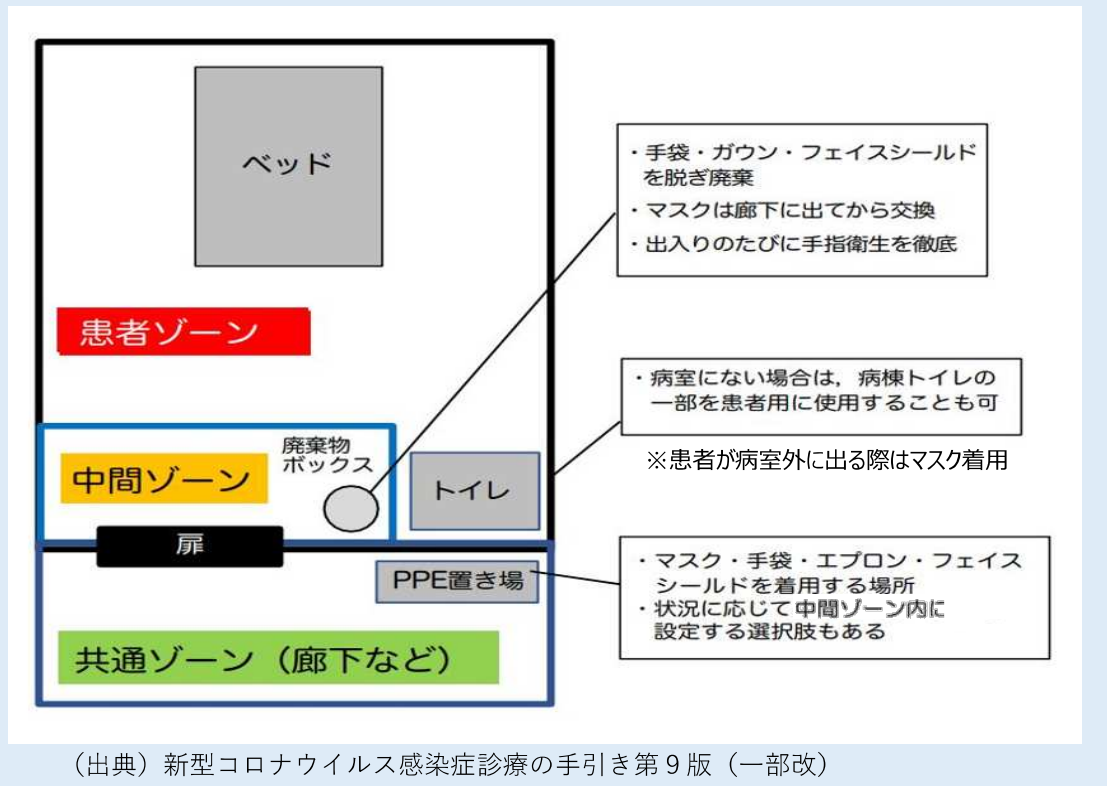 ベッド
患者ゾーン
中間ゾーン
廃棄物
ボックス
トイレ
扉
PPE置き場
共通ゾーン（廊下など）
・手袋・ガウン・フェイスシールド
を脱ぎ廃棄
・マスクは廊下に出てから交換
・出入りのたびに手指衛生を徹底
・病室にない場合は，病棟トイレの
一部を患者用に使用することも可
※患者が病室外に出る際はマスク着用
・マスク・手袋・エプロン・フェイス
シールドを着用する場所
・状況に応じて中間ゾーン内に
設定する選択肢もある
（出典）新型コロナウイルス感染症診療の手引き第９版（一部改）